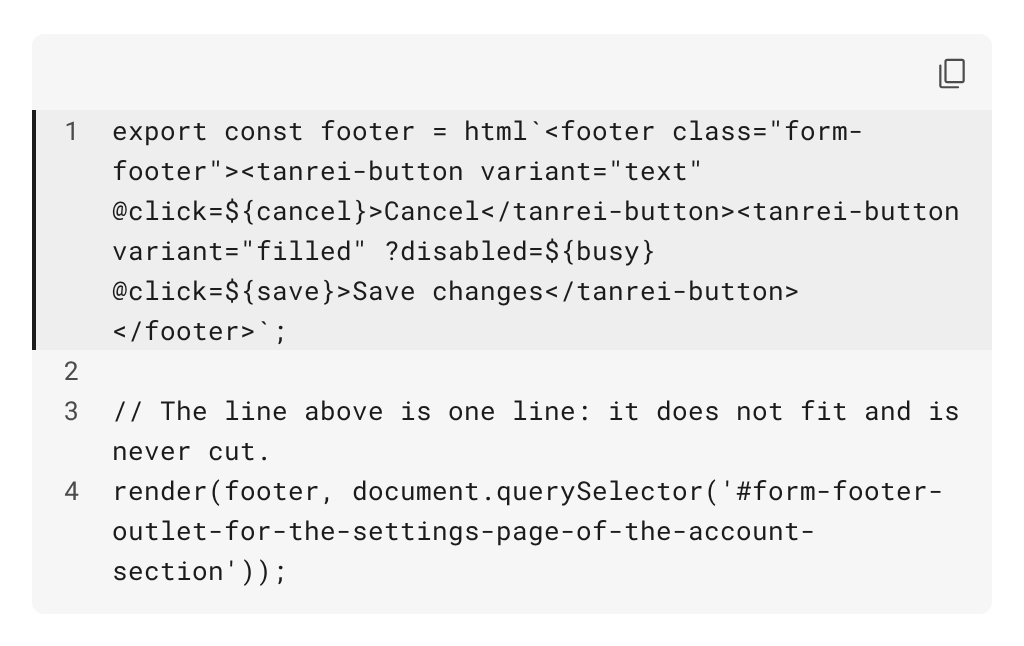 1 export const footer = html`<footer class="form-
footer"><tanrei-button variant="text"
@click=${cancel}>Cancel</tanrei-button><tanrei-button
variant="filled" ?disabled=${busy}
@click=${save}>Save changes</tanrei-button>
</footer>`;
2
3 // The line above is one line: it does not fit and is
never cut.
4 render(footer, document.querySelector('#form-footer-
outlet-for-the-settings-page-of-the-account-
section'));